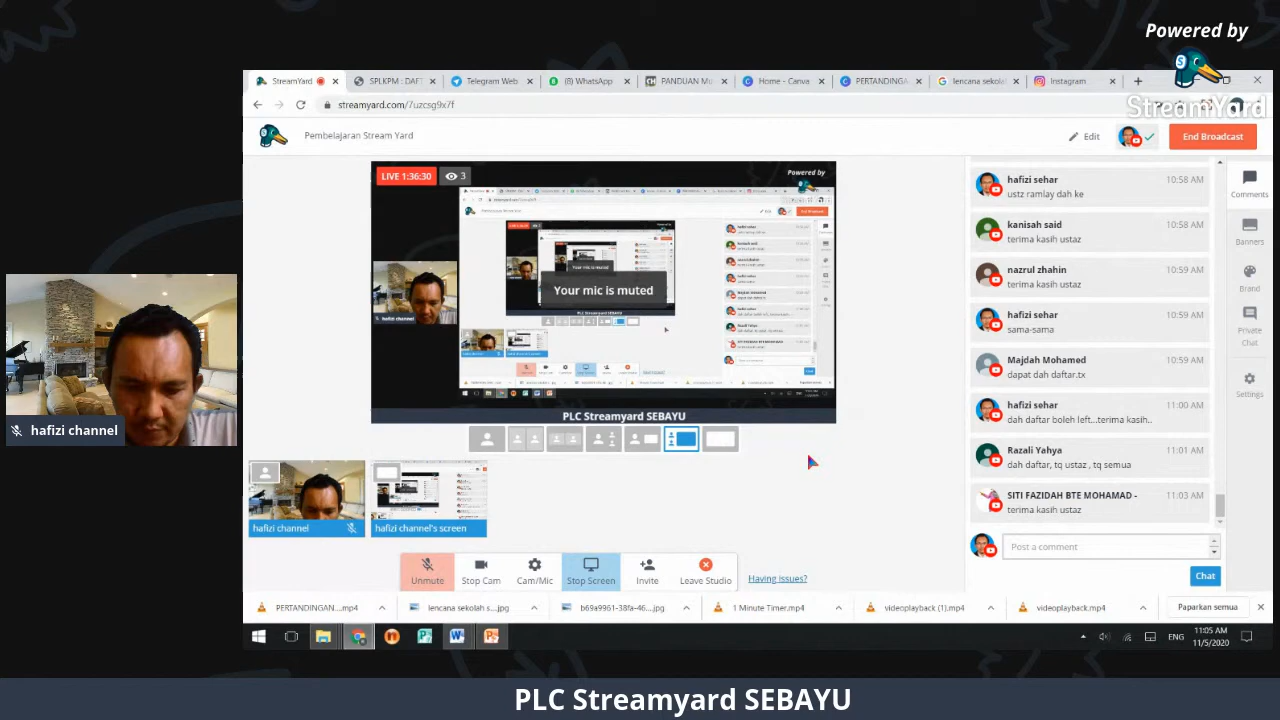 Powered by
StreamYard
StreamYard
SPLKPM : DAFT
Telegram Web
WhatsApp
PANDUAN Mu
Home - Canva
PERTANDINGA
lencana sekola
Instagram
streamyard.com/7uzcsg9x7f
Pembelajaran Stream Yard
Edit
End Broadcast
LIVE 1:36:30
3
Powered by
Your mic is muted
hafizi channel
PLC Streamyard SEBAYU
hafizi channel
hafizi channel's screen
Unmute
Stop Cam
Cam/Mic
Stop Screen
Invite
Leave Studio
Having issues?
hafizi sehar
10:58 AM
ustz ramlay dah ke
kanisah said
10:58 AM
terima kasih ustaz
nazrul zhahin
10:59 AM
terima kasih ustaz
hafizi sehar
10:59 AM
sama-sama
Majdah Mohamed
10:59 AM
dapat dah daftar.tx
hafizi sehar
11:00 AM
dah daftar boleh left...terima kasih..
Razali Yahya
dah daftar, tq ustaz , tq semua
SITI FAZIDAH BTE MOHAMAD -
terima kasih ustaz
Post a comment
Chat
Comments
Banners
Brand
Private
Chat
Settings
hafizi channel
PERTANDINGAN....mp4
lencana sekolah s....jpg
b69a9961-38fa-46....jpg
1 Minute Timer.mp4
videoplayback (1).mp4
videoplayback.mp4
Paparkan semua
ENG
11:05 AM
11/5/2020
PLC Streamyard SEBAYU